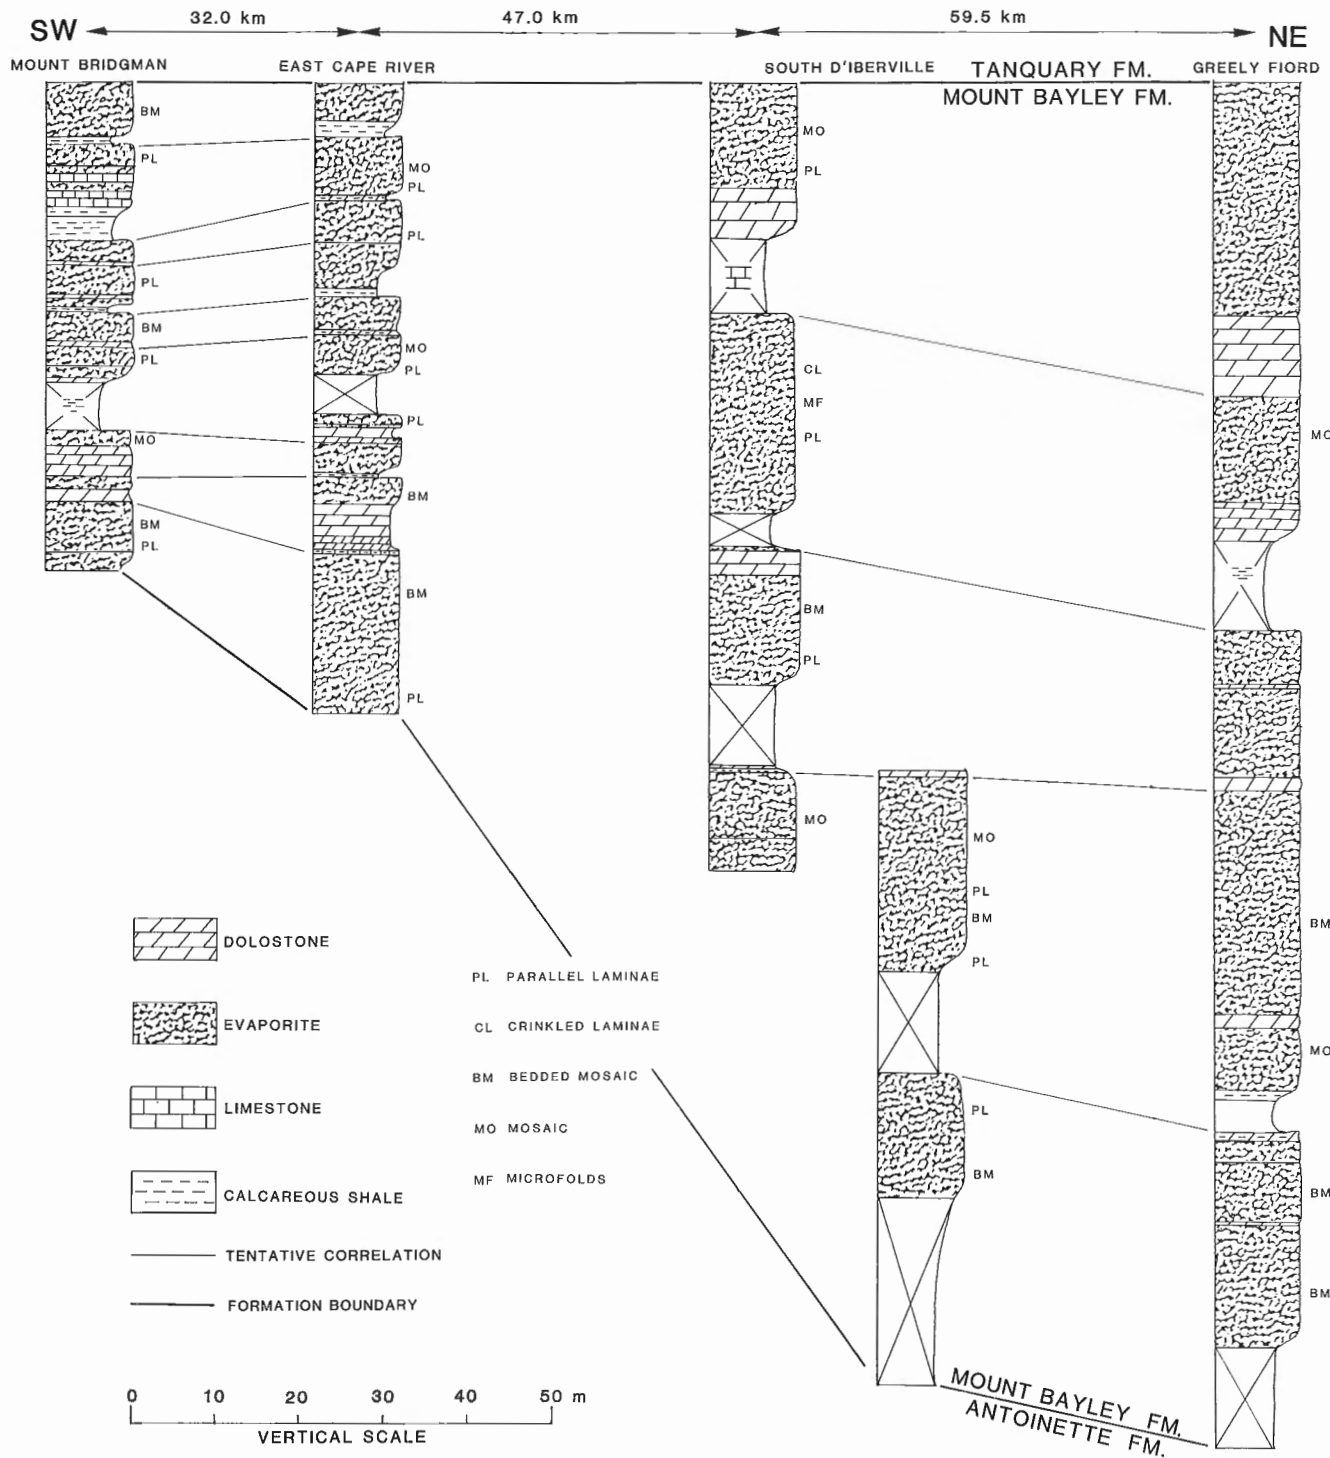 32.0 km 47.0 km 59.5 km
SW NE
MOUNT BRIDGMAN EAST CAPE RIVER SOUTH D'IBERVILLE TANQUARY FM. GREELY FIORD
MOUNT BAYLEY FM.
BM
PL
PL
BM
PL
MO
BM
PL
MO
PL
PL
MO
PL
PL
BM
BM
PL
MO
PL
CL
MF
PL
BM
PL
MO
MO
PL
BM
PL
PL
BM
MO
BM
MO
BM
BM
DOLOSTONE
EVAPORITE
LIMESTONE
CALCAREOUS SHALE
TENTATIVE CORRELATION
FORMATION BOUNDARY
PL PARALLEL LAMINAE
CL CRINKLED LAMINAE
BM BEDDED MOSAIC
MO MOSAIC
MF MICROFOLDS
0 10 20 30 40 50 m
VERTICAL SCALE
MOUNT BAYLEY FM.
ANTOINETTE FM.